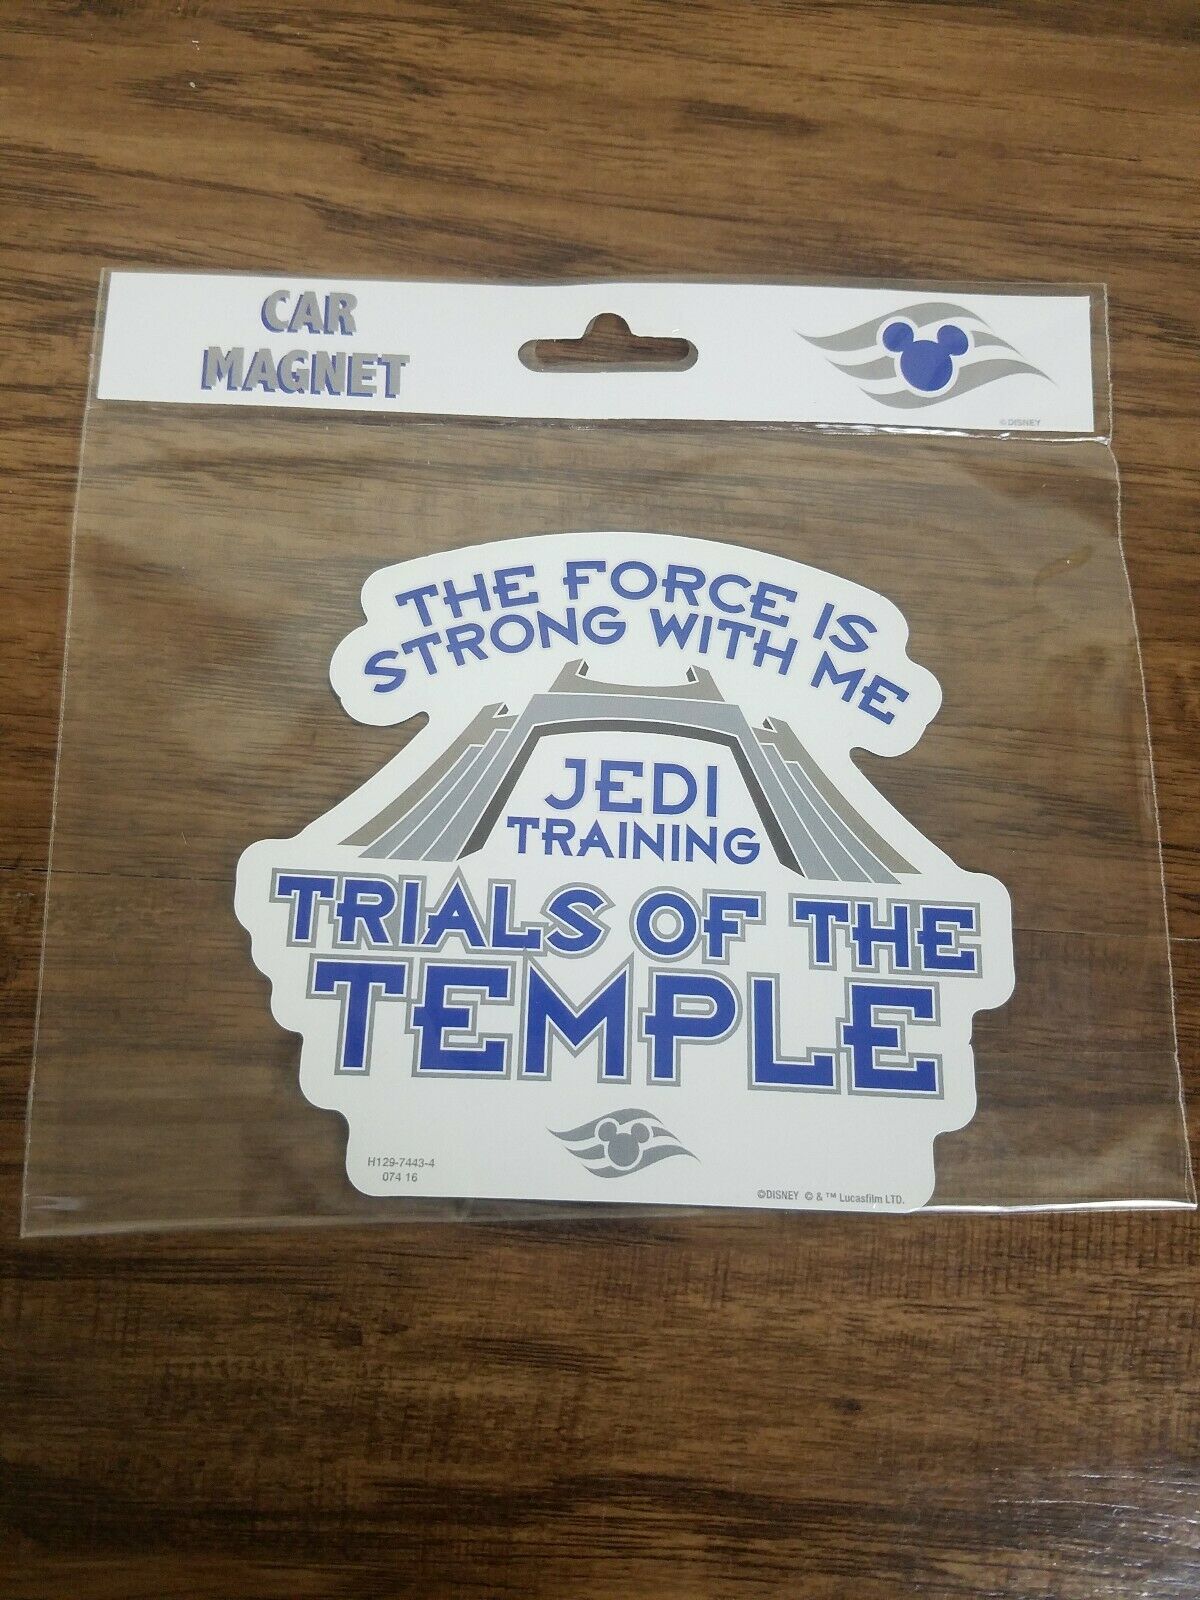 CAR
MAGNET
©DISNEY
THE FORCE IS
STRONG WITH ME
JEDI
TRAINING
TRIALS OF THE
TEMPLE
H129-7443-4
074 16
©DISNEY © & ™ Lucasfilm LTD.